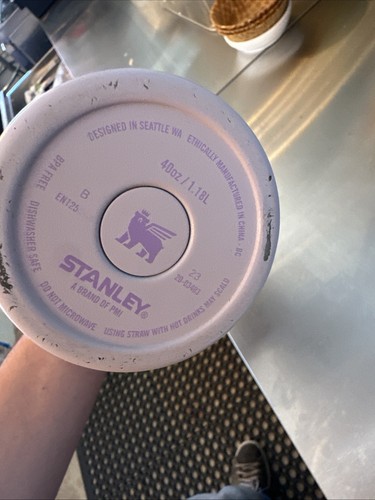 DESIGNED IN SEATTLE WA ETHICALLY MANUFACTURED IN CHINA
40oz / 1.18L
BPA FREE
DISHWASHER SAFE
EN12S
B
23
STANLEY®
A BRAND OF PMI
DO NOT MICROWAVE USING STRAW WITH HOT DRINKS MAY SCALD